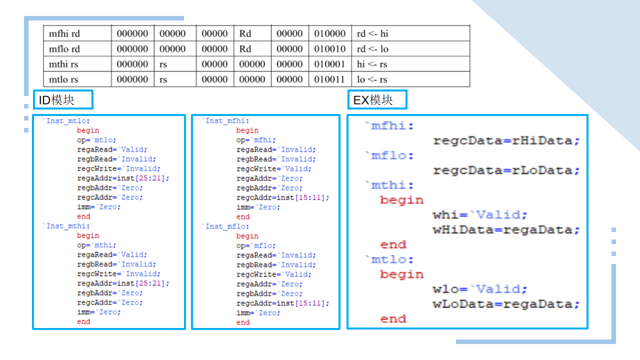 mfhi rd 000000 00000 00000 Rd 00000 010000 rd <- hi
mflo rd 000000 00000 00000 Rd 00000 010010 rd <- lo
mthi rs 000000 rs 00000 00000 00000 010001 hi <- rs
mtlo rs 000000 rs 00000 00000 00000 010011 lo <- rs
ID模块
`Inst_mtlo:
begin
op=`mtlo;
regaRead=`Valid;
regbRead=`Invalid;
regcWrite=`Invalid;
regaAddr=inst[25:21];
regbAddr=`Zero;
regcAddr=`Zero;
imm=`Zero;
end
`Inst_mthi:
begin
op=`mthi;
regaRead=`Valid;
regbRead=`Invalid;
regcWrite=`Invalid;
regaAddr=inst[25:21];
regbAddr=`Zero;
regcAddr=`Zero;
imm=`Zero;
end
`Inst_mfhi:
begin
op=`mfhi;
regaRead=`Invalid;
regbRead=`Invalid;
regcWrite=`Valid;
regaAddr=`Zero;
regbAddr=`Zero;
regcAddr=inst[15:11];
imm=`Zero;
end
`Inst_mflo:
begin
op=`mflo;
regaRead=`Invalid;
regbRead=`Invalid;
regcWrite=`Valid;
regaAddr=`Zero;
regbAddr=`Zero;
regcAddr=inst[15:11];
imm=`Zero;
end
EX模块
`mfhi:
regcData=rHiData;
`mflo:
regcData=rLoData;
`mthi:
begin
whi=`Valid;
wHiData=regaData;
end
`mtlo:
begin
wlo=`Valid;
wLoData=regaData;
end